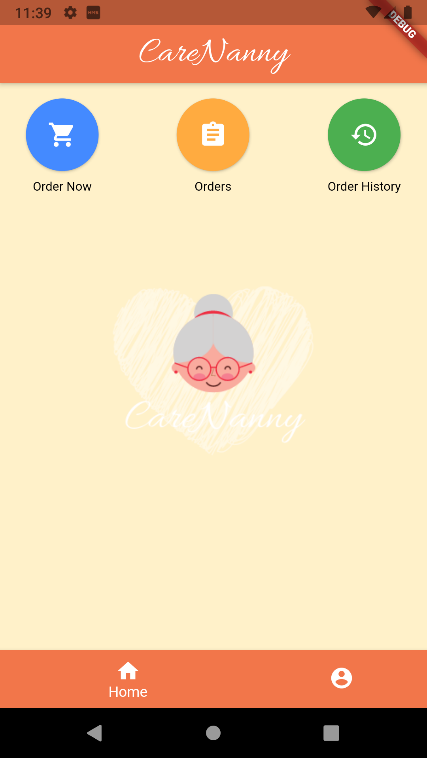 11:39
DEBUG
CareNanny
Order Now
Orders
Order History
CareNanny
Home